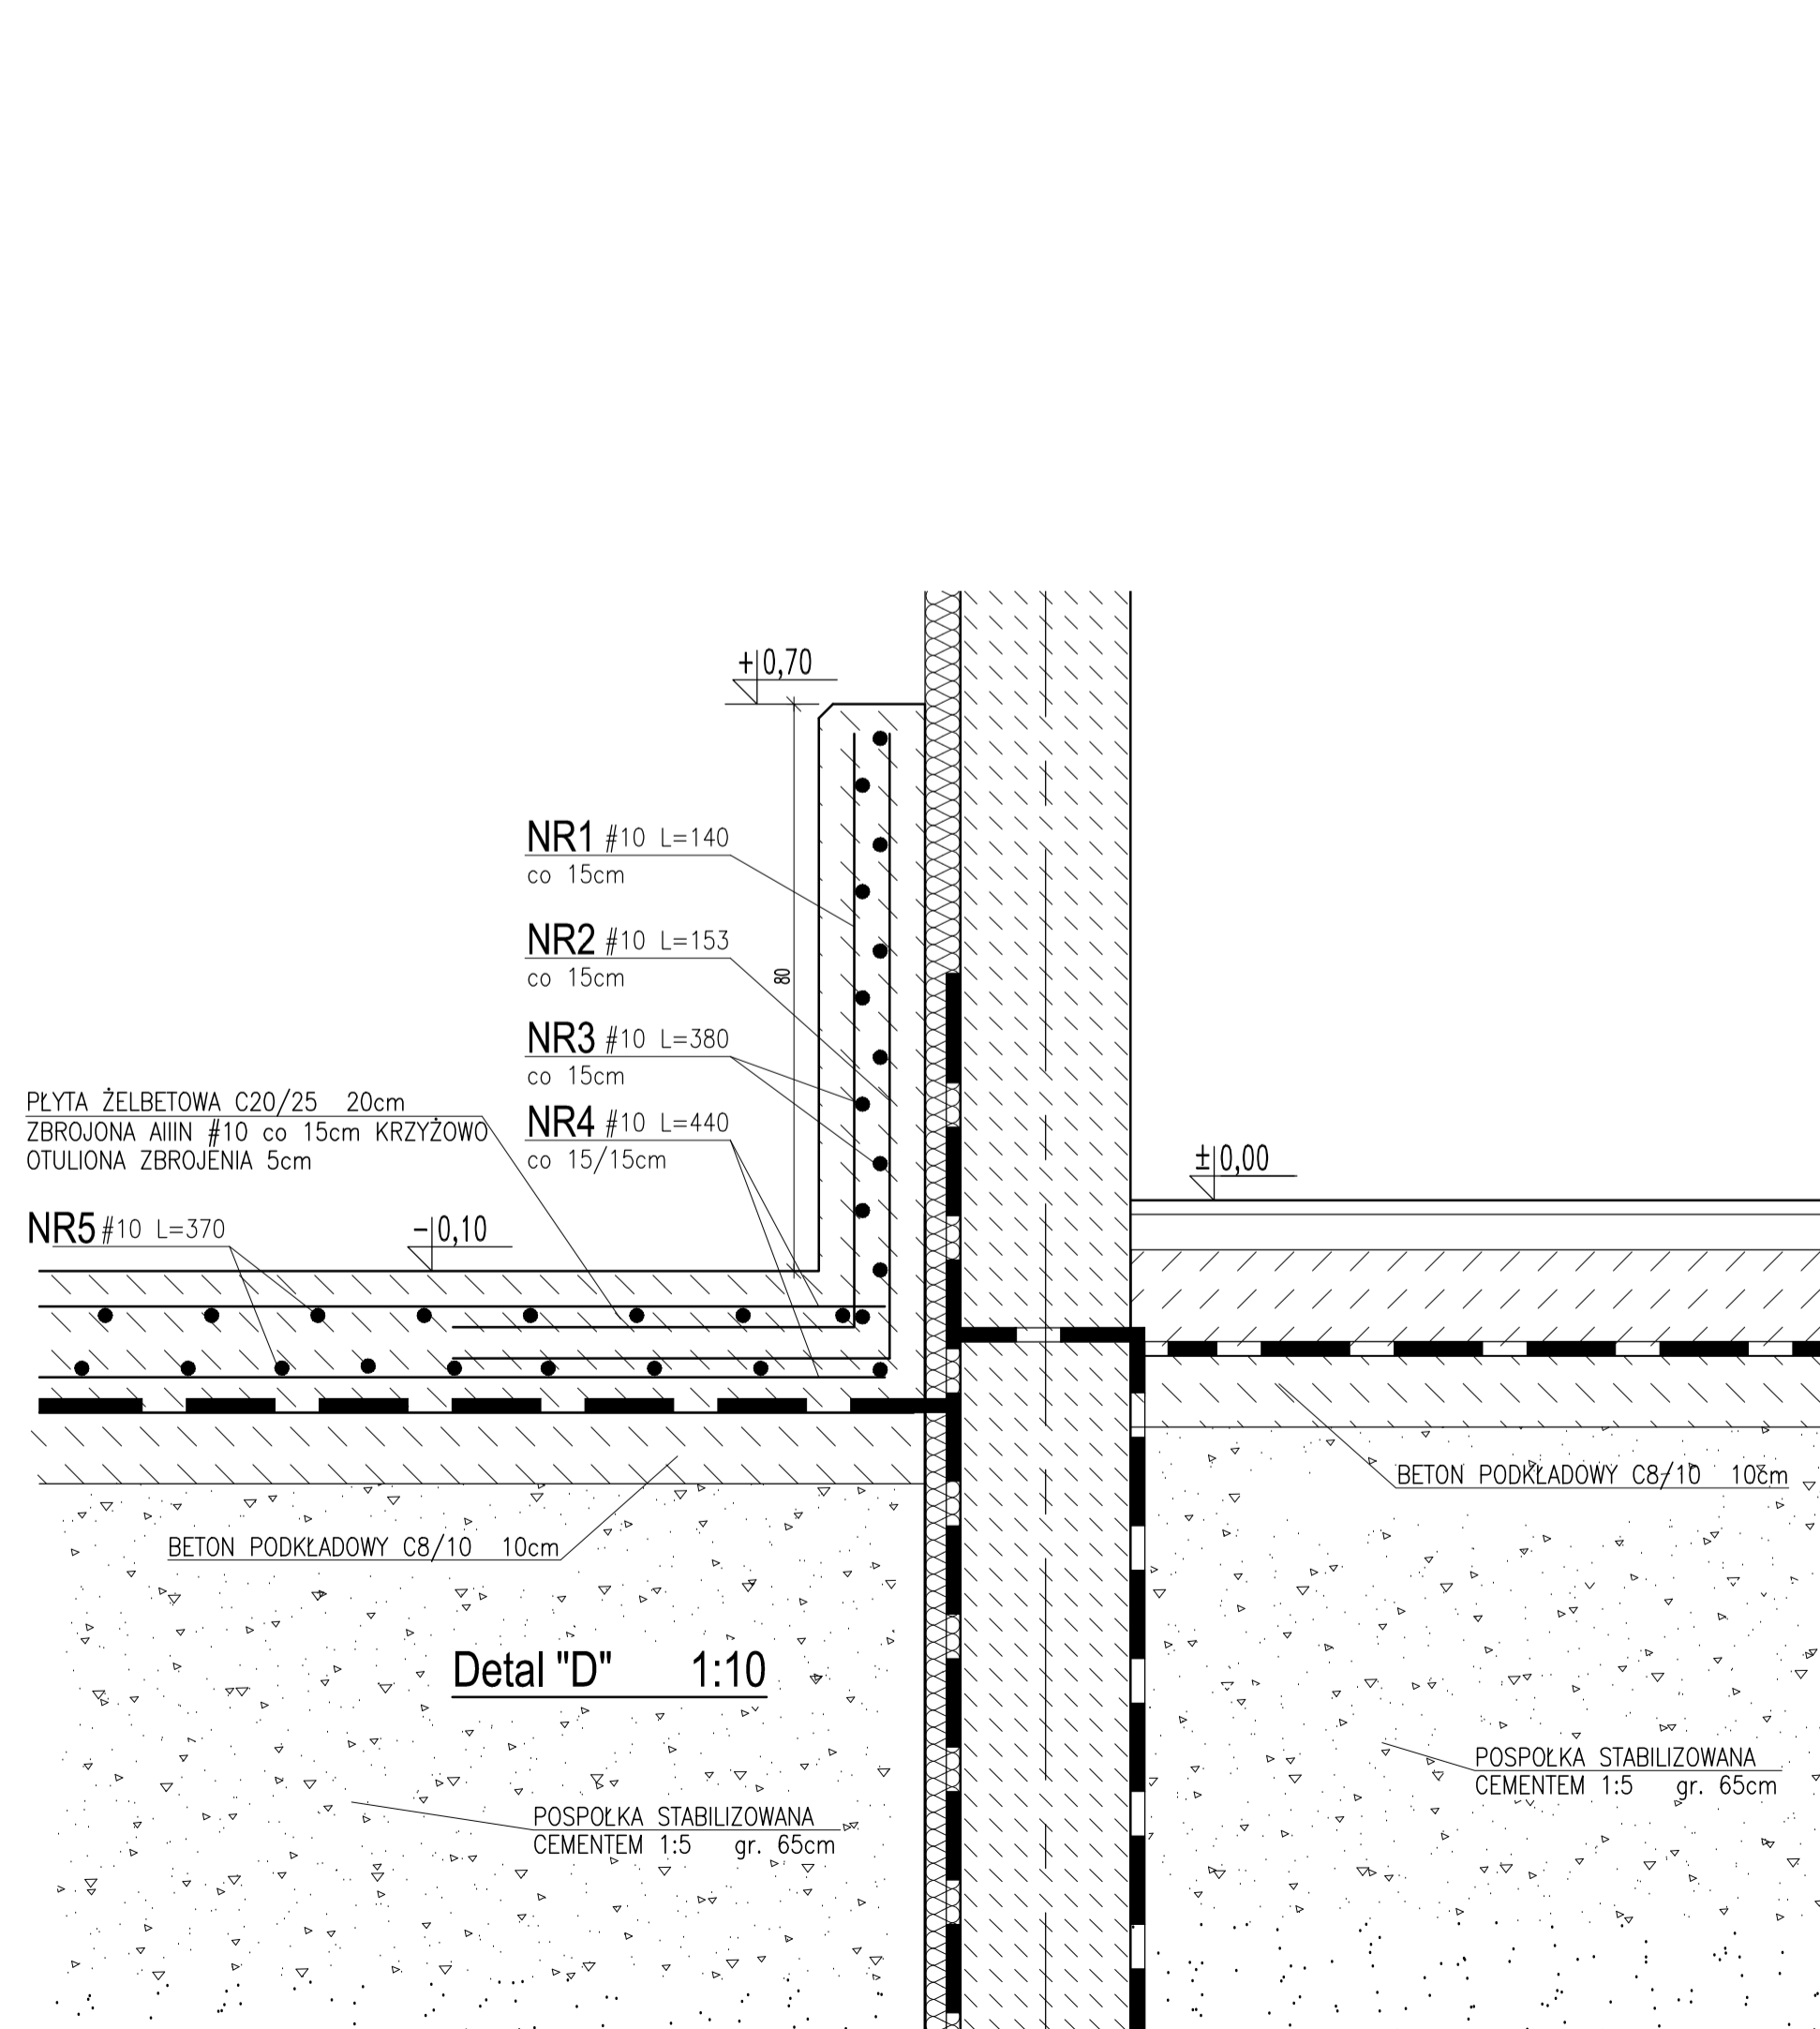 +0,70
NR1 #10 L=140
co 15cm
NR2 #10 L=153
co 15cm
80
NR3 #10 L=380
co 15cm
NR4 #10 L=440
co 15/15cm
PŁYTA ŻELBETOWA C20/25 20cm
ZBROJONA AIIIN #10 co 15cm KRZYŻOWO
OTULIONA ZBROJENIA 5cm
±0,00
NR5 #10 L=370
-0,10
BETON PODKŁADOWY C8/10 10cm
BETON PODKŁADOWY C8/10 10cm
Detal "D" 1:10
POSPOŁKA STABILIZOWANA
CEMENTEM 1:5 gr. 65cm
POSPOŁKA STABILIZOWANA
CEMENTEM 1:5 gr. 65cm